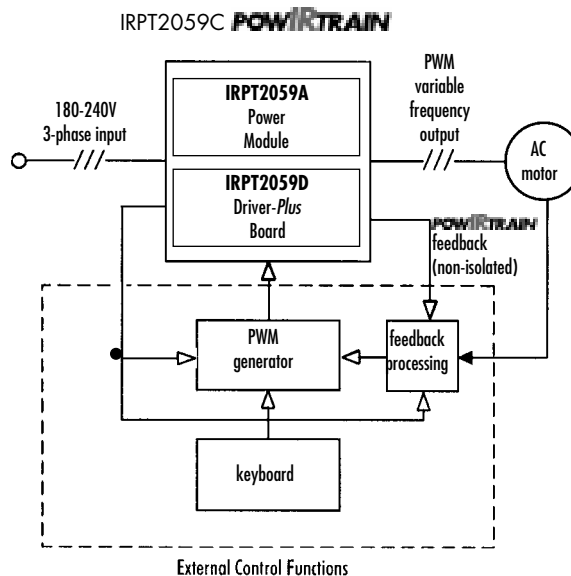 IRPT2059C POWIRTRAIN
IRPT2059A
Power
Module
IRPT2059D
Driver-Plus
Board
180-240V
3-phase input
PWM
variable
frequency
output
AC
motor
POWIRTRAIN
feedback
(non-isolated)
PWM
generator
feedback
processing
keyboard
External Control Functions